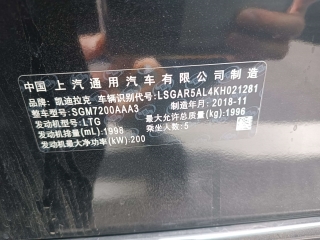 中国 上汽通用汽车有限公司 制造
品牌：凯迪拉克 车辆识别代号：LSGAR5AL4KH021281
整车型号：SGM7200AAA3 制造年月：2018-11
发动机型号：LTG 最大允许总质量(kg)：1996
发动机排量(mL)：1998 乘坐人数：5
发动机最大净功率(kW)：200